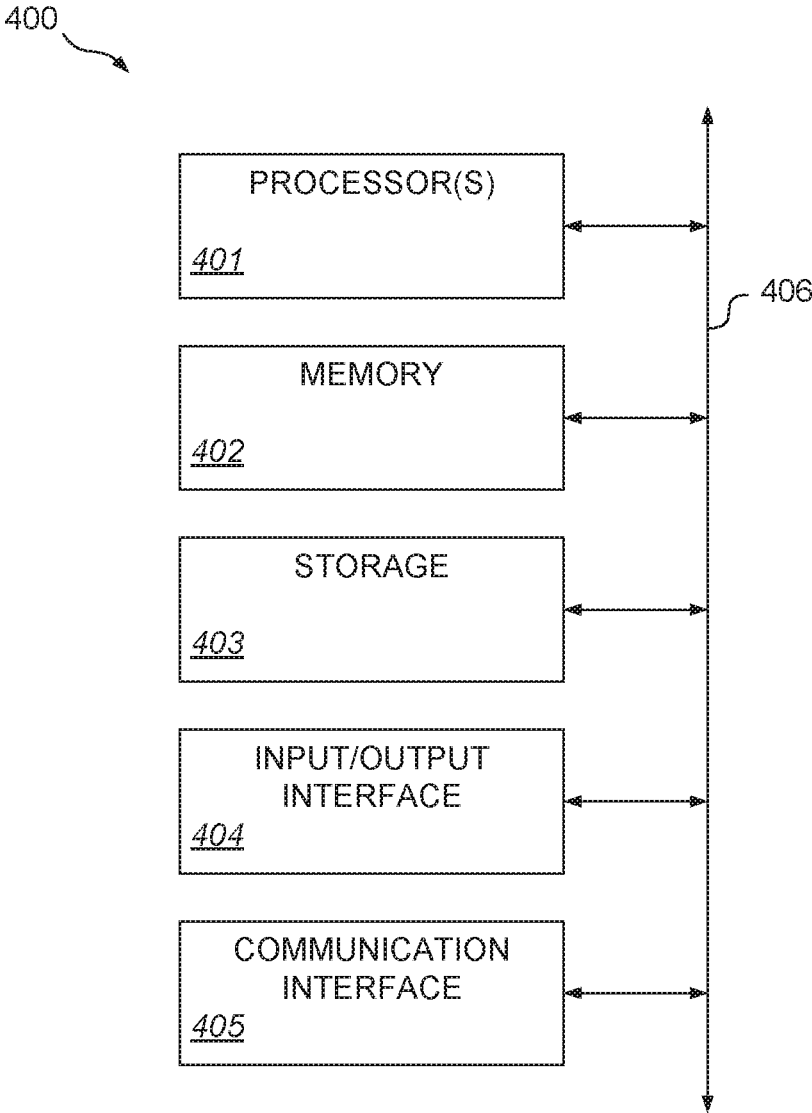 400
PROCESSOR(S)
401
406
MEMORY
402
STORAGE
403
INPUT/OUTPUT
INTERFACE
404
COMMUNICATION
INTERFACE
405